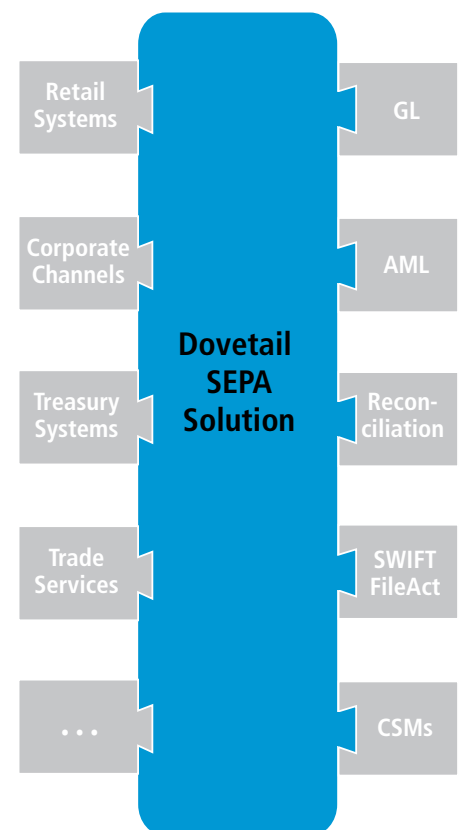 Retail
Systems
GL
Corporate
Channels
AML
Dovetail
SEPA
Solution
Treasury
Systems
Recon-
ciliation
Trade
Services
SWIFT
FileAct
...
CSMs